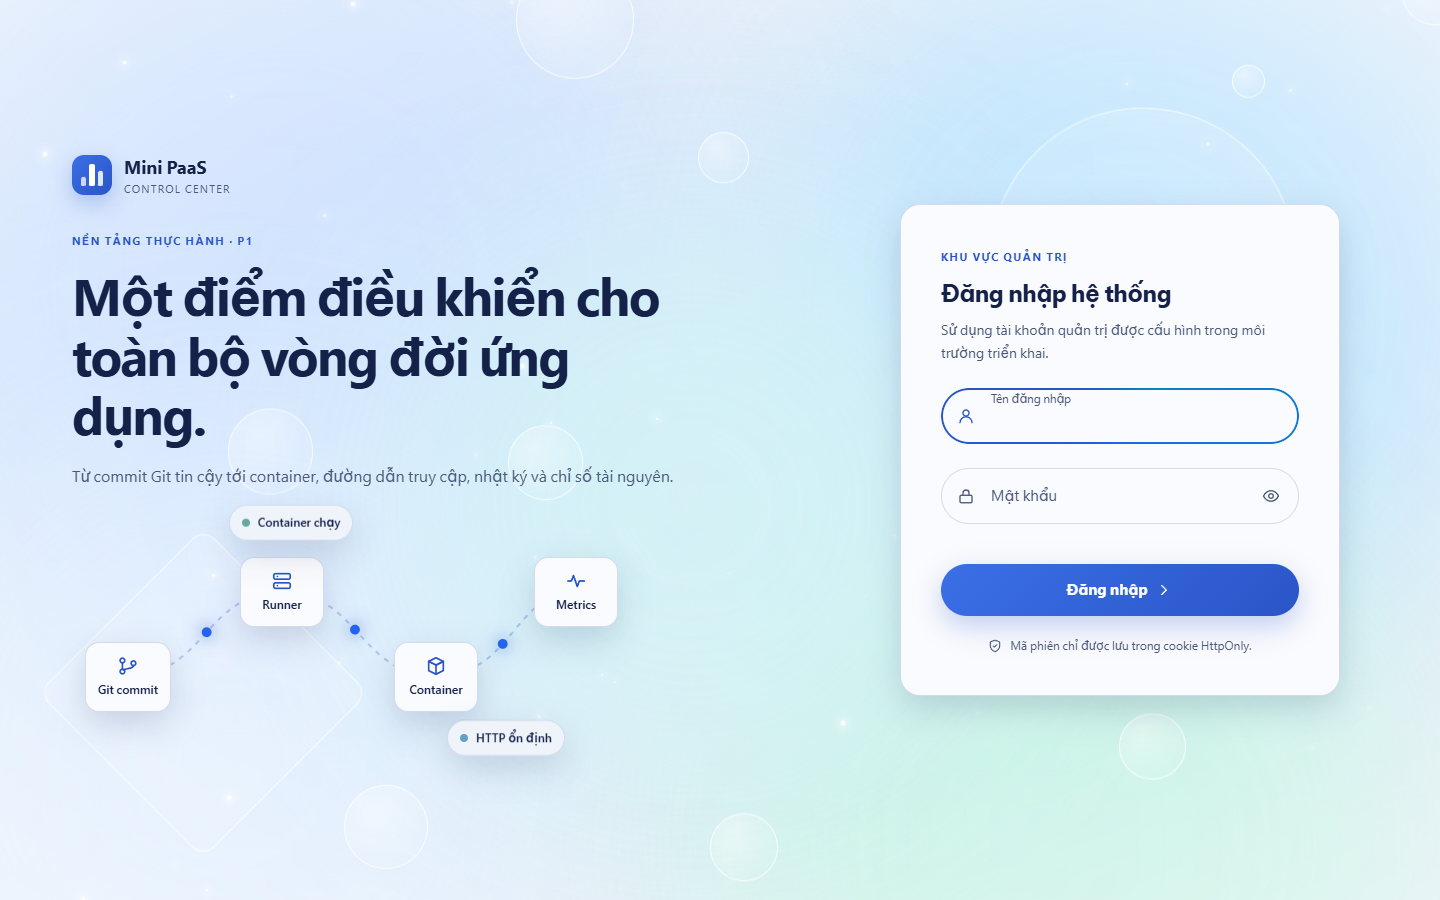 Mini PaaS
CONTROL CENTER
NỀN TẢNG THỰC HÀNH · P1
Một điểm điều khiển cho
toàn bộ vòng đời ứng
dụng.
Từ commit Git tin cậy tới container, đường dẫn truy cập, nhật ký và chỉ số tài nguyên.
Container chạy
Runner
Metrics
Git commit
Container
HTTP ổn định
KHU VỰC QUẢN TRỊ
Đăng nhập hệ thống
Sử dụng tài khoản quản trị được cấu hình trong môi
trường triển khai.
Tên đăng nhập
Mật khẩu
Đăng nhập
Mã phiên chỉ được lưu trong cookie HttpOnly.